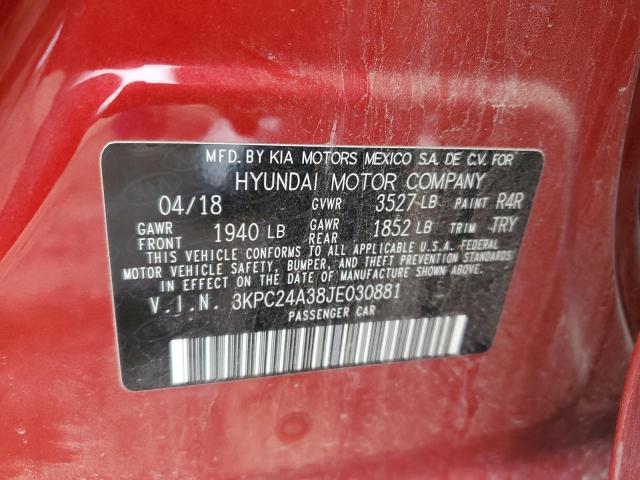 MFD. BY KIA MOTORS MEXICO S.A. DE C.V. FOR
HYUNDAI MOTOR COMPANY
04/18 GVWR 3527 LB PAINT R4R
GAWR FRONT 1940 LB GAWR REAR 1852 LB TRIM TRY
THIS VEHICLE CONFORMS TO ALL APPLICABLE U.S.A. FEDERAL
MOTOR VEHICLE SAFETY, BUMPER, AND THEFT PREVENTION
STANDARDS IN EFFECT ON THE DATE OF MANUFACTURE SHOWN ABOVE.
V.I.N. 3KPC24A38JE030881
PASSENGER CAR